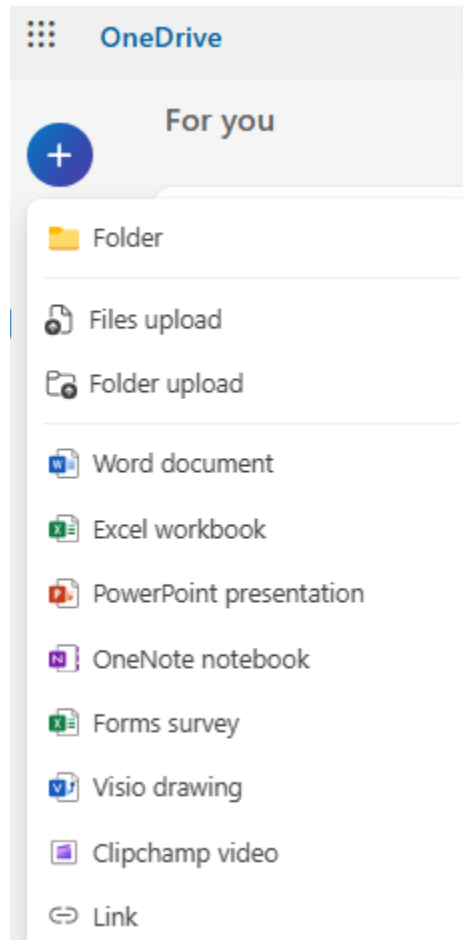 OneDrive
For you
Folder
Files upload
Folder upload
Word document
Excel workbook
PowerPoint presentation
OneNote notebook
Forms survey
Visio drawing
Clipchamp video
Link